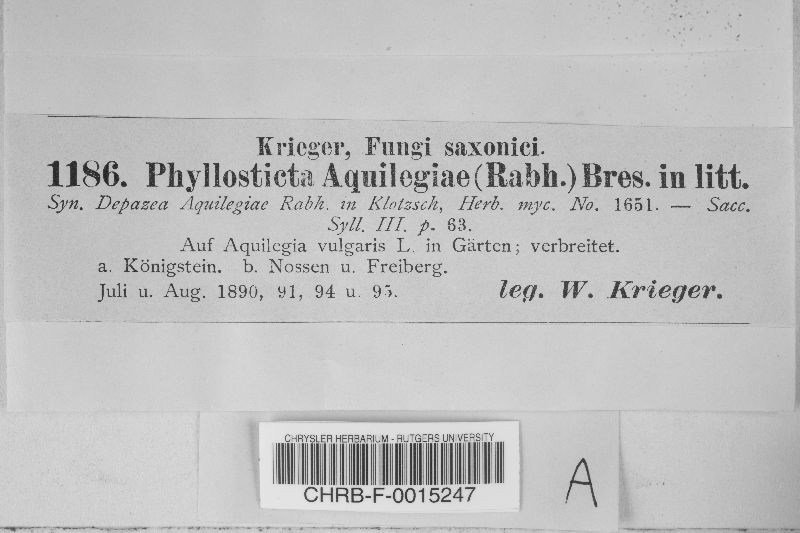 Krieger, Fungi saxonici.
1186. Phyllosticta Aquilegiae (Rabh.) Bres. in litt.
Syn. Depazea Aquilegiae Rabh. in Klotzsch, Herb. myc. No. 1651. — Sacc.
Syll. III. p. 63.
Auf Aquilegia vulgaris L. in Gärten; verbreitet.
a. Königstein. b. Nossen u. Freiberg.
Juli u. Aug. 1890, 91, 94 u. 95. leg. W. Krieger.
CHRYSLER HERBARIUM - RUTGERS UNIVERSITY
CHRB-F-0015247
A